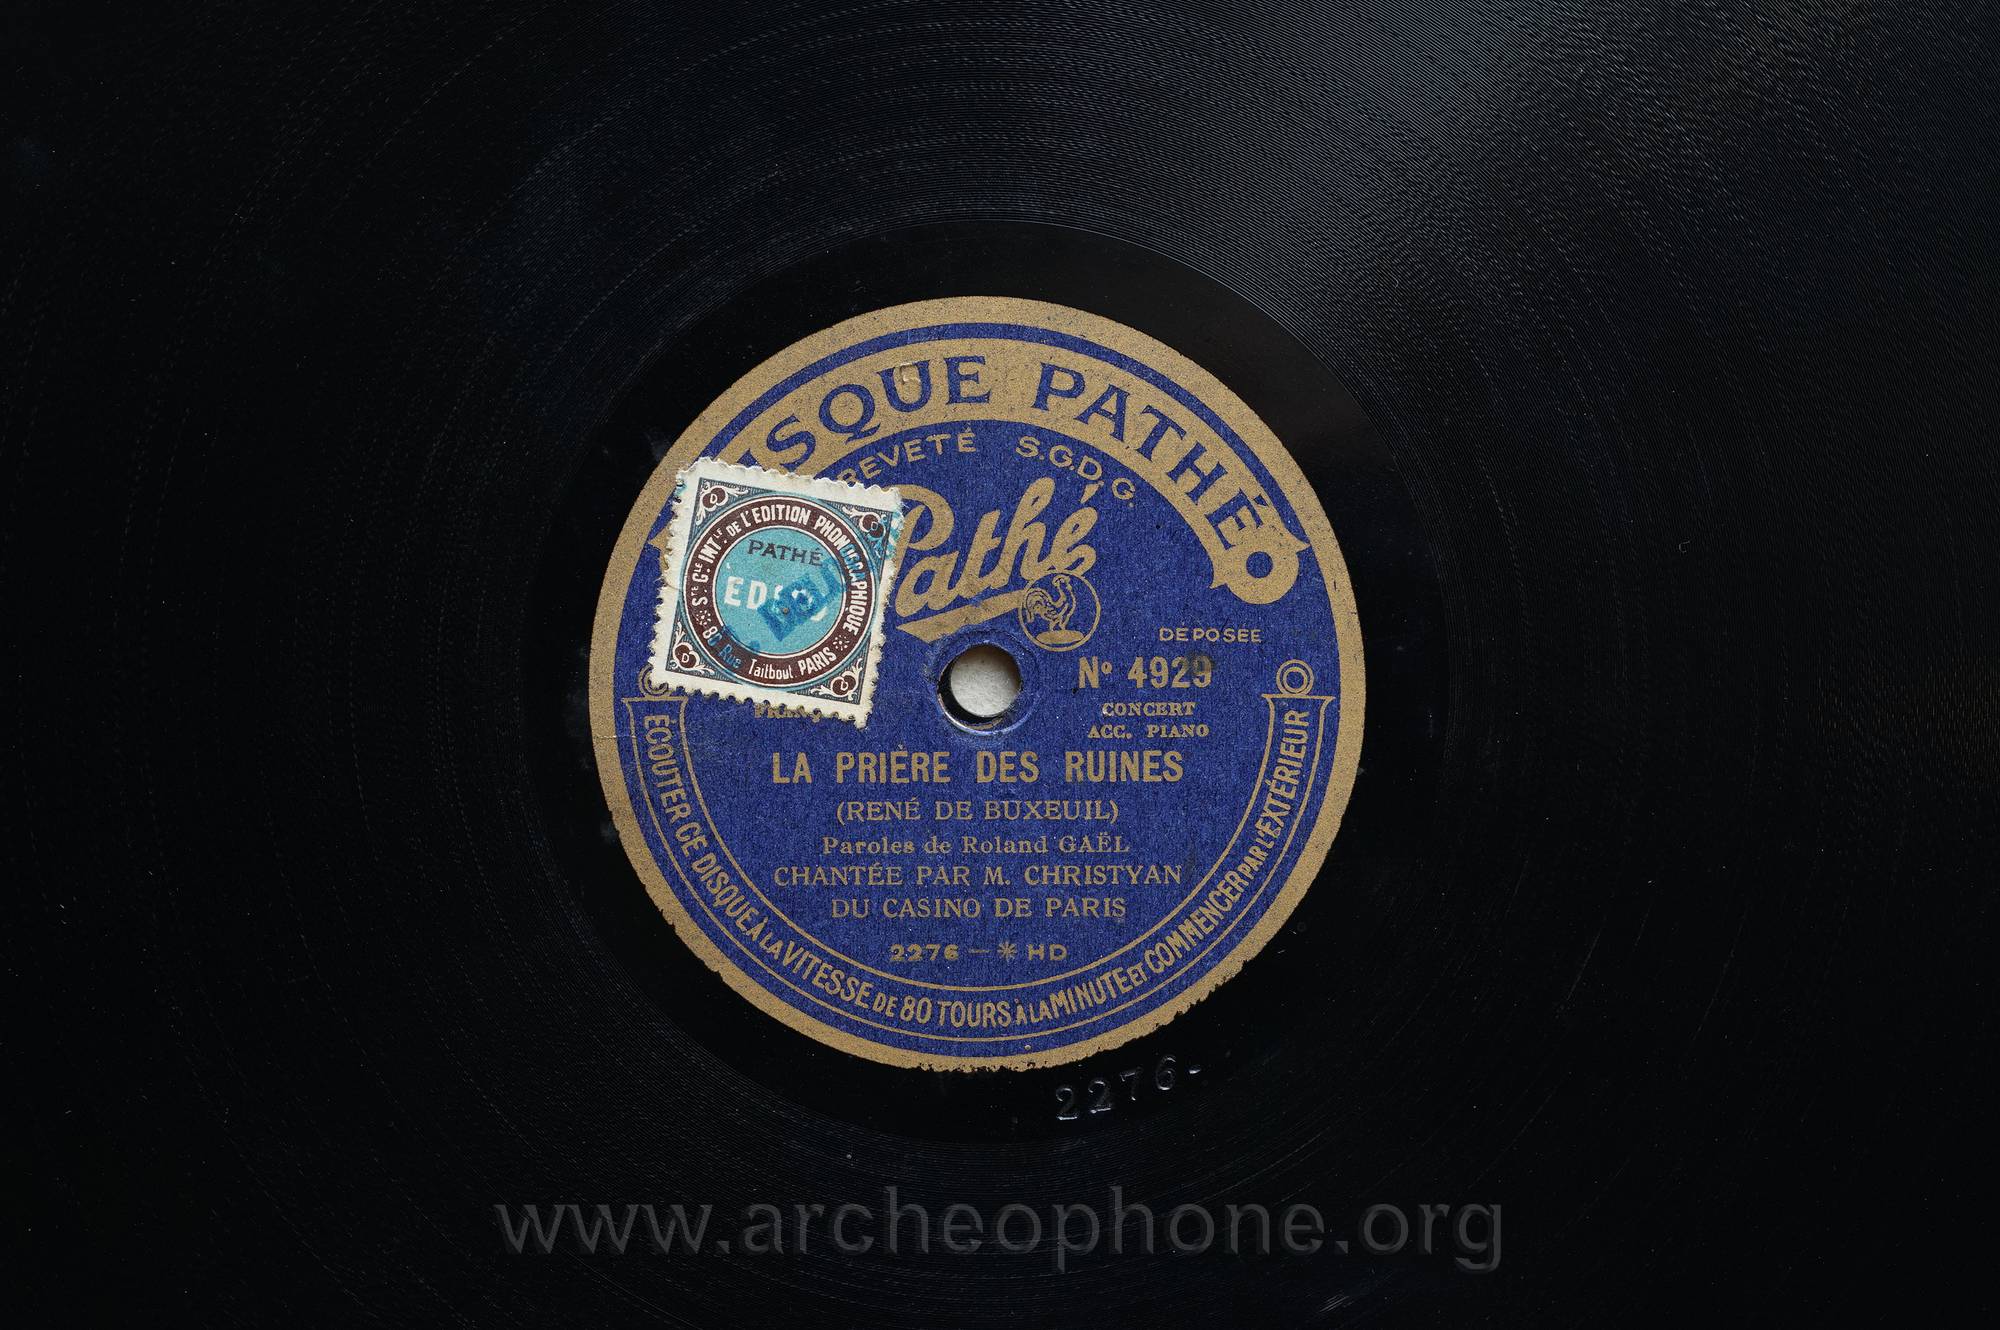 DISQUE PATHÉ
BREVETÉ S.G.D.G.
Pathé
DÉPOSÉE
Nº 4929
CONCERT
ACC. PIANO
LA PRIÈRE DES RUINES
(RENÉ DE BUXEUIL)
Paroles de Roland GAËL
CHANTÉE PAR M. CHRISTYAN
DU CASINO DE PARIS
2276 - * HD
ÉCOUTER CE DISQUE À LA VITESSE DE 80 TOURS À LA MINUTE ET COMMENCER PAR L'EXTÉRIEUR
Sté Gle INTle DE L'EDITION PHONOGRAPHIQUE
PATHÉ
80 Rue Taitbout PARIS
D
D
D
D
2276-
www.archeophone.org